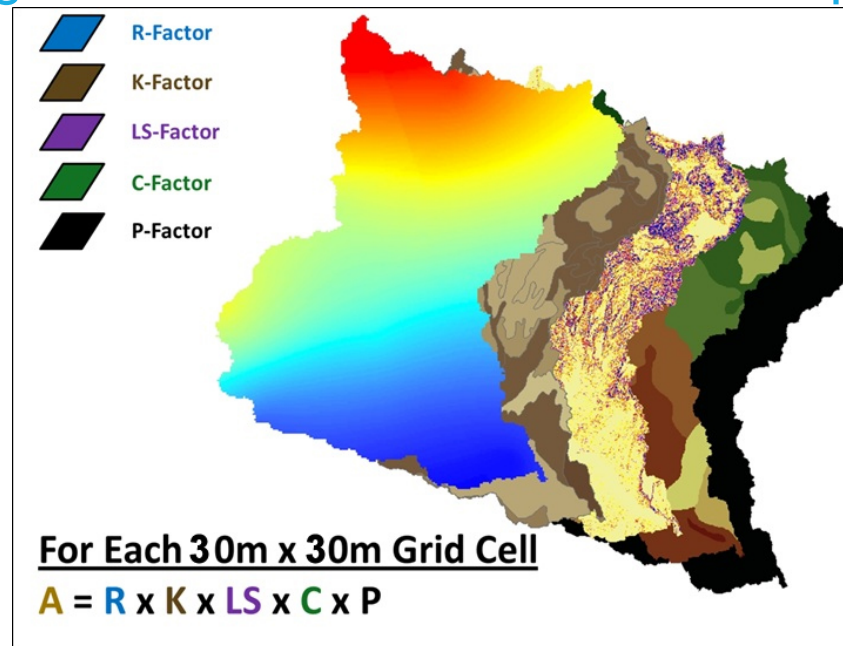 R-Factor
K-Factor
LS-Factor
C-Factor
P-Factor
For Each 30m x 30m Grid Cell
A = R x K x LS x C x P